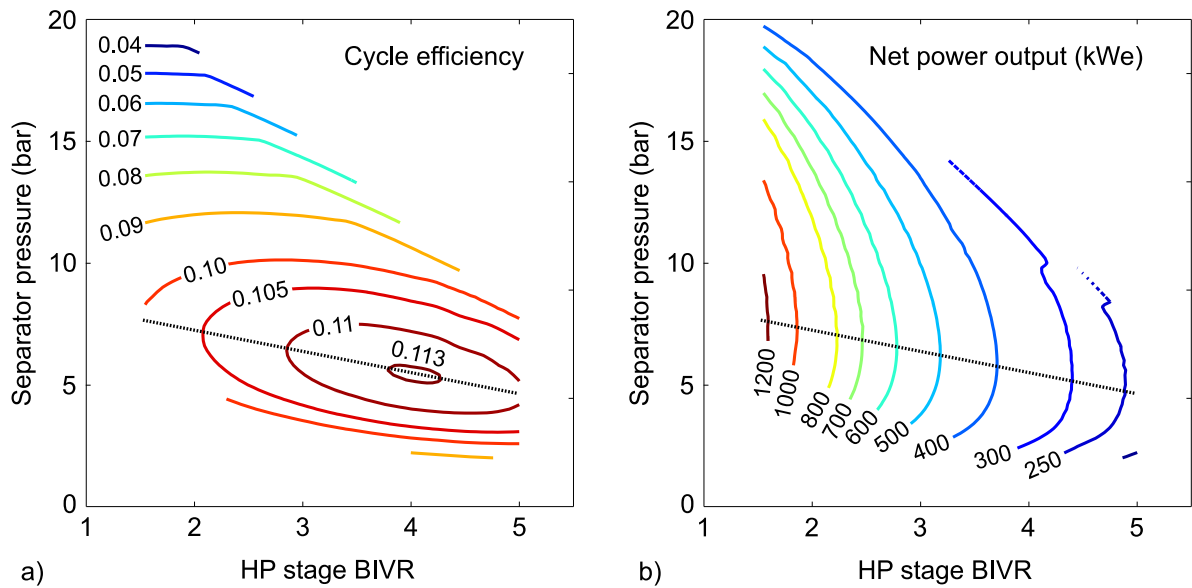 20
15
10
5
0
Separator pressure (bar)
Cycle efficiency
0.04
0.05
0.06
0.07
0.08
0.09
0.10
0.105
0.11
0.113
1 2 3 4 5
HP stage BIVR
a)
20
15
10
5
0
Separator pressure (bar)
Net power output (kWe)
1200
1000
800
700
600
500
400
300
250
1 2 3 4 5
HP stage BIVR
b)